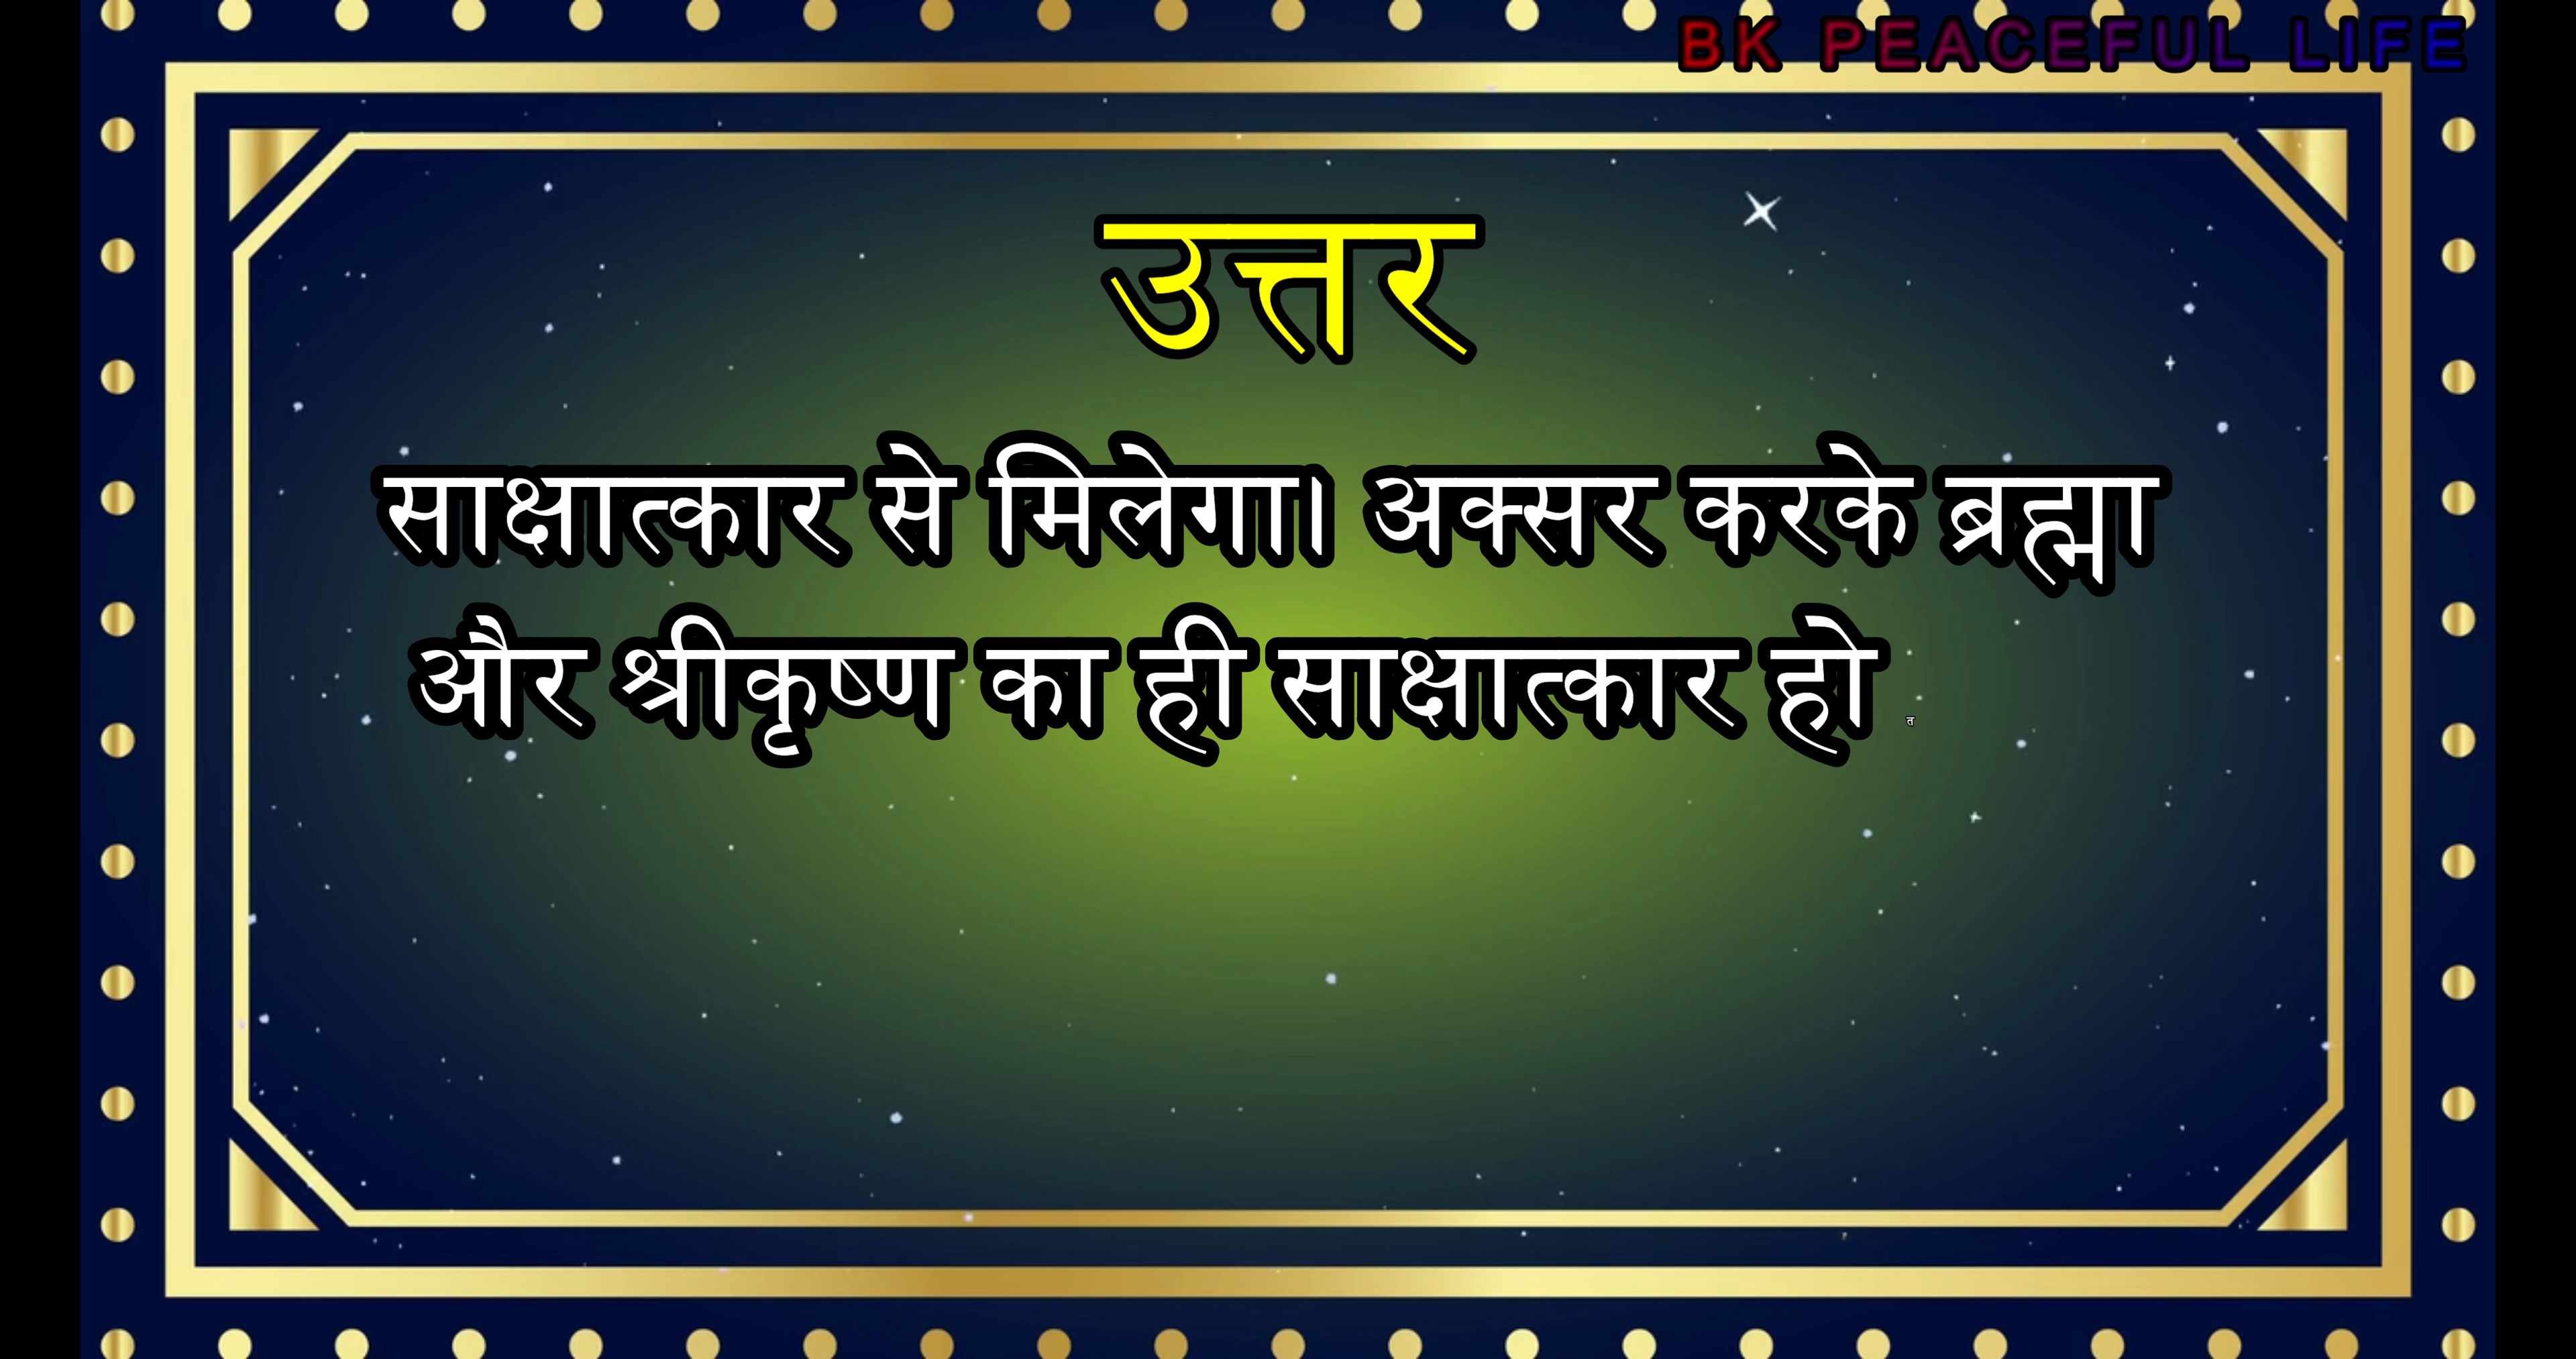 BK PEACEFUL LIFE
उत्तर
साक्षात्कार से मिलेगा। अक्सर करके ब्रह्मा
और श्रीकृष्ण का ही साक्षात्कार हो त